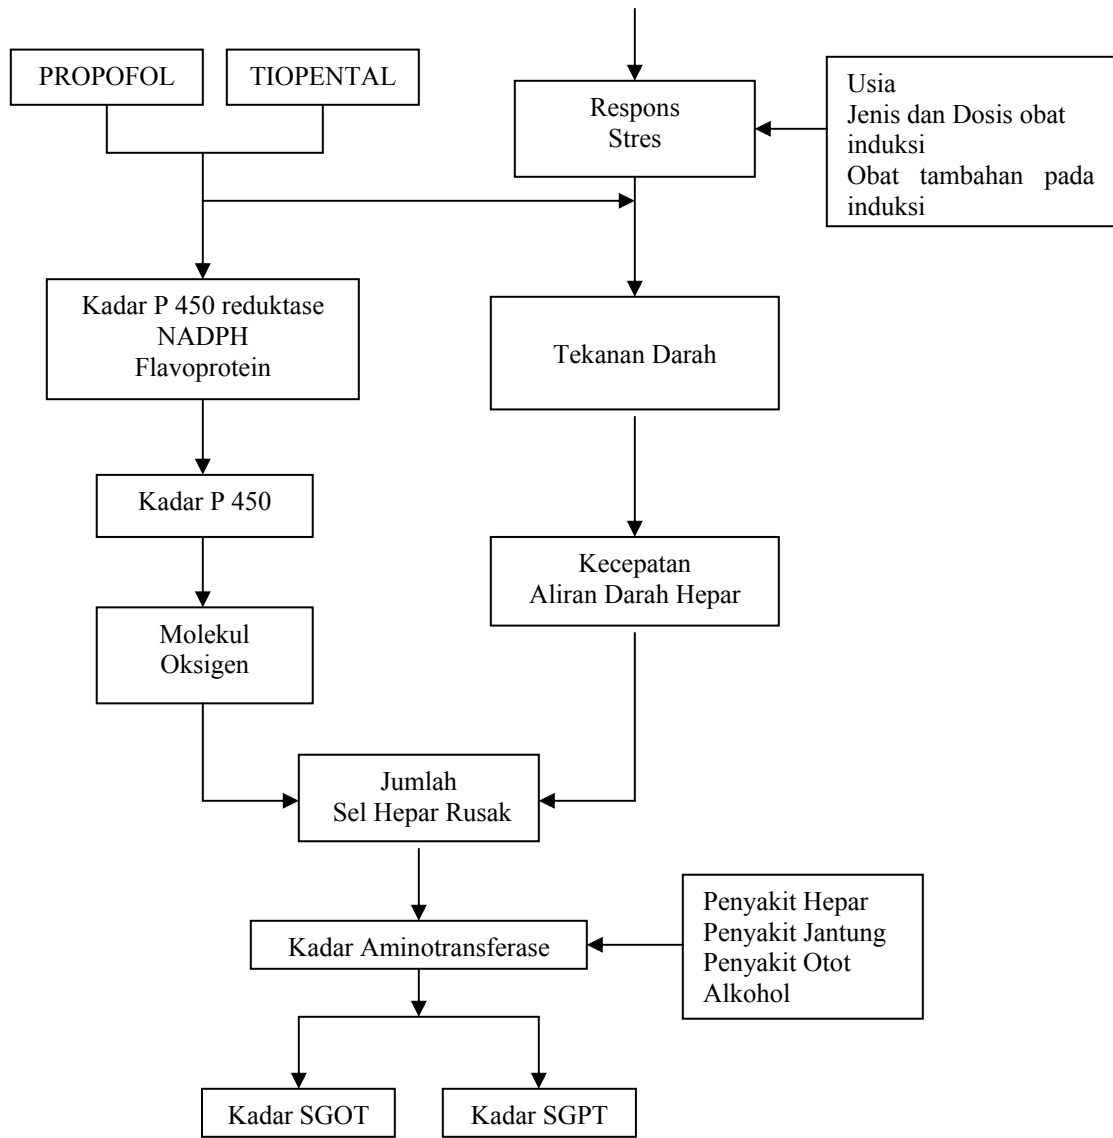 PROPOFOL
TIOPENTAL
Respons
Stres
Usia
Jenis dan Dosis obat
induksi
Obat tambahan pada
induksi
Kadar P 450 reduktase
NADPH
Flavoprotein
Tekanan Darah
Kadar P 450
Kecepatan
Aliran Darah Hepar
Molekul
Oksigen
Jumlah
Sel Hepar Rusak
Penyakit Hepar
Penyakit Jantung
Penyakit Otot
Alkohol
Kadar Aminotransferase
Kadar SGOT
Kadar SGPT